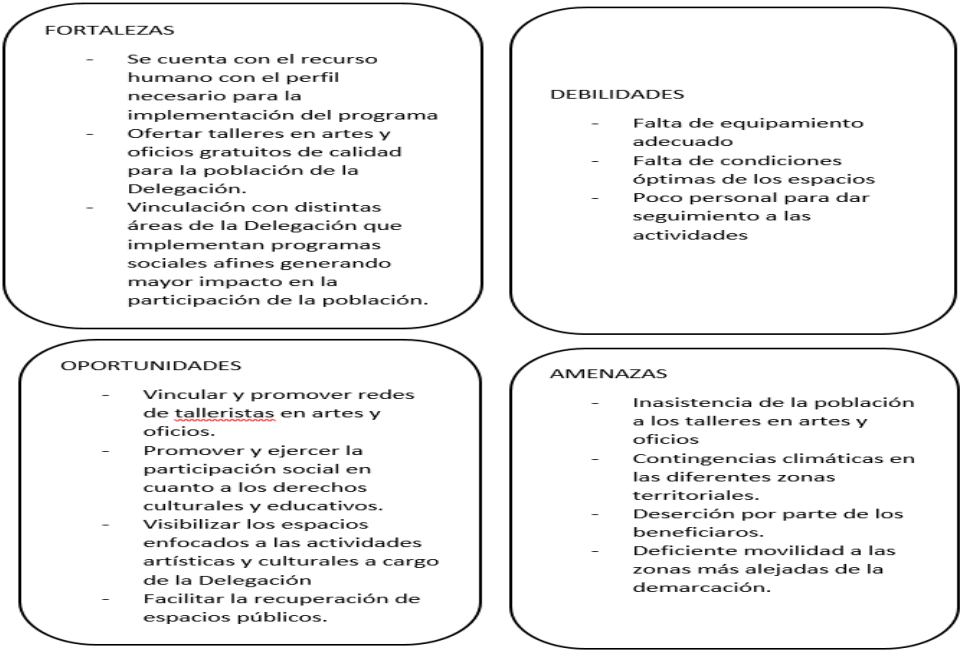 FORTALEZAS
- Se cuenta con el recurso
humano con el perfil
necesario para la
implementación del programa
- Ofertar talleres en artes y
oficios gratuitos de calidad
para la población de la
Delegación.
- Vinculación con distintas
áreas de la Delegación que
implementan programas
sociales afines generando
mayor impacto en la
participación de la población.
DEBILIDADES
- Falta de equipamiento
adecuado
- Falta de condiciones
óptimas de los espacios
- Poco personal para dar
seguimiento a las
actividades
OPORTUNIDADES
- Vincular y promover redes
de talleristas en artes y
oficios.
- Promover y ejercer la
participación social en
cuanto a los derechos
culturales y educativos.
- Visibilizar los espacios
enfocados a las actividades
artísticas y culturales a cargo
de la Delegación
- Facilitar la recuperación de
espacios públicos.
AMENAZAS
- Inasistencia de la población
a los talleres en artes y
oficios
- Contingencias climáticas en
las diferentes zonas
territoriales.
- Deserción por parte de los
beneficiaros.
- Deficiente movilidad a las
zonas más alejadas de la
demarcación.